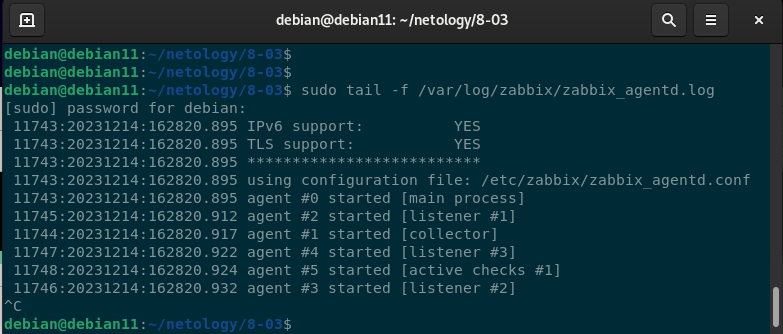 debian@debian11: ~/netology/8-03
debian@debian11:~/netology/8-03$
debian@debian11:~/netology/8-03$
debian@debian11:~/netology/8-03$ sudo tail -f /var/log/zabbix/zabbix_agentd.log
[sudo] password for debian:
 11743:20231214:162820.895 IPv6 support:          YES
 11743:20231214:162820.895 TLS support:           YES
 11743:20231214:162820.895 **************************
 11743:20231214:162820.895 using configuration file: /etc/zabbix/zabbix_agentd.conf
 11743:20231214:162820.895 agent #0 started [main process]
 11745:20231214:162820.912 agent #2 started [listener #1]
 11744:20231214:162820.917 agent #1 started [collector]
 11747:20231214:162820.922 agent #4 started [listener #3]
 11748:20231214:162820.924 agent #5 started [active checks #1]
 11746:20231214:162820.932 agent #3 started [listener #2]
^C
debian@debian11:~/netology/8-03$